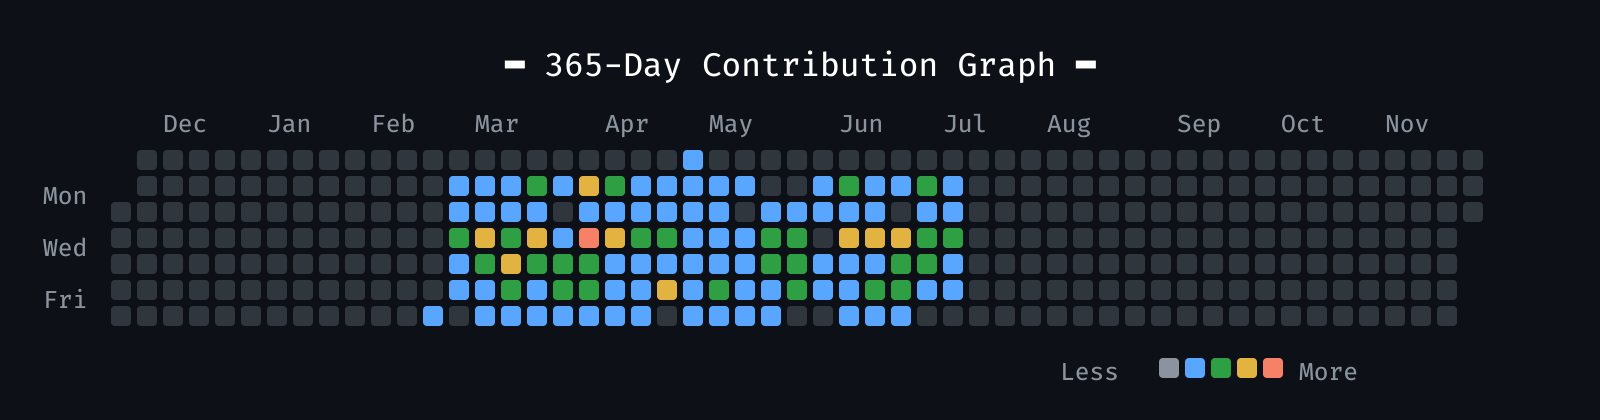 ━ 365-Day Contribution Graph ━
Dec Jan Feb Mar Apr May Jun Jul Aug Sep Oct Nov
Mon
Wed
Fri
Less More